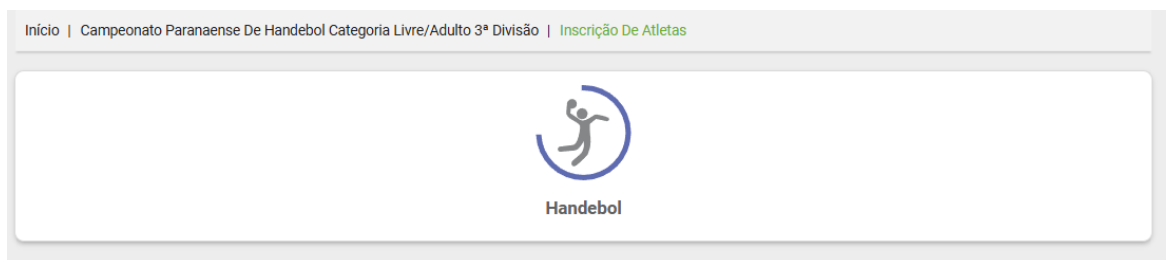 Início | Campeonato Paranaense De Handebol Categoria Livre/Adulto 3ª Divisão | Inscrição De Atletas
Handebol